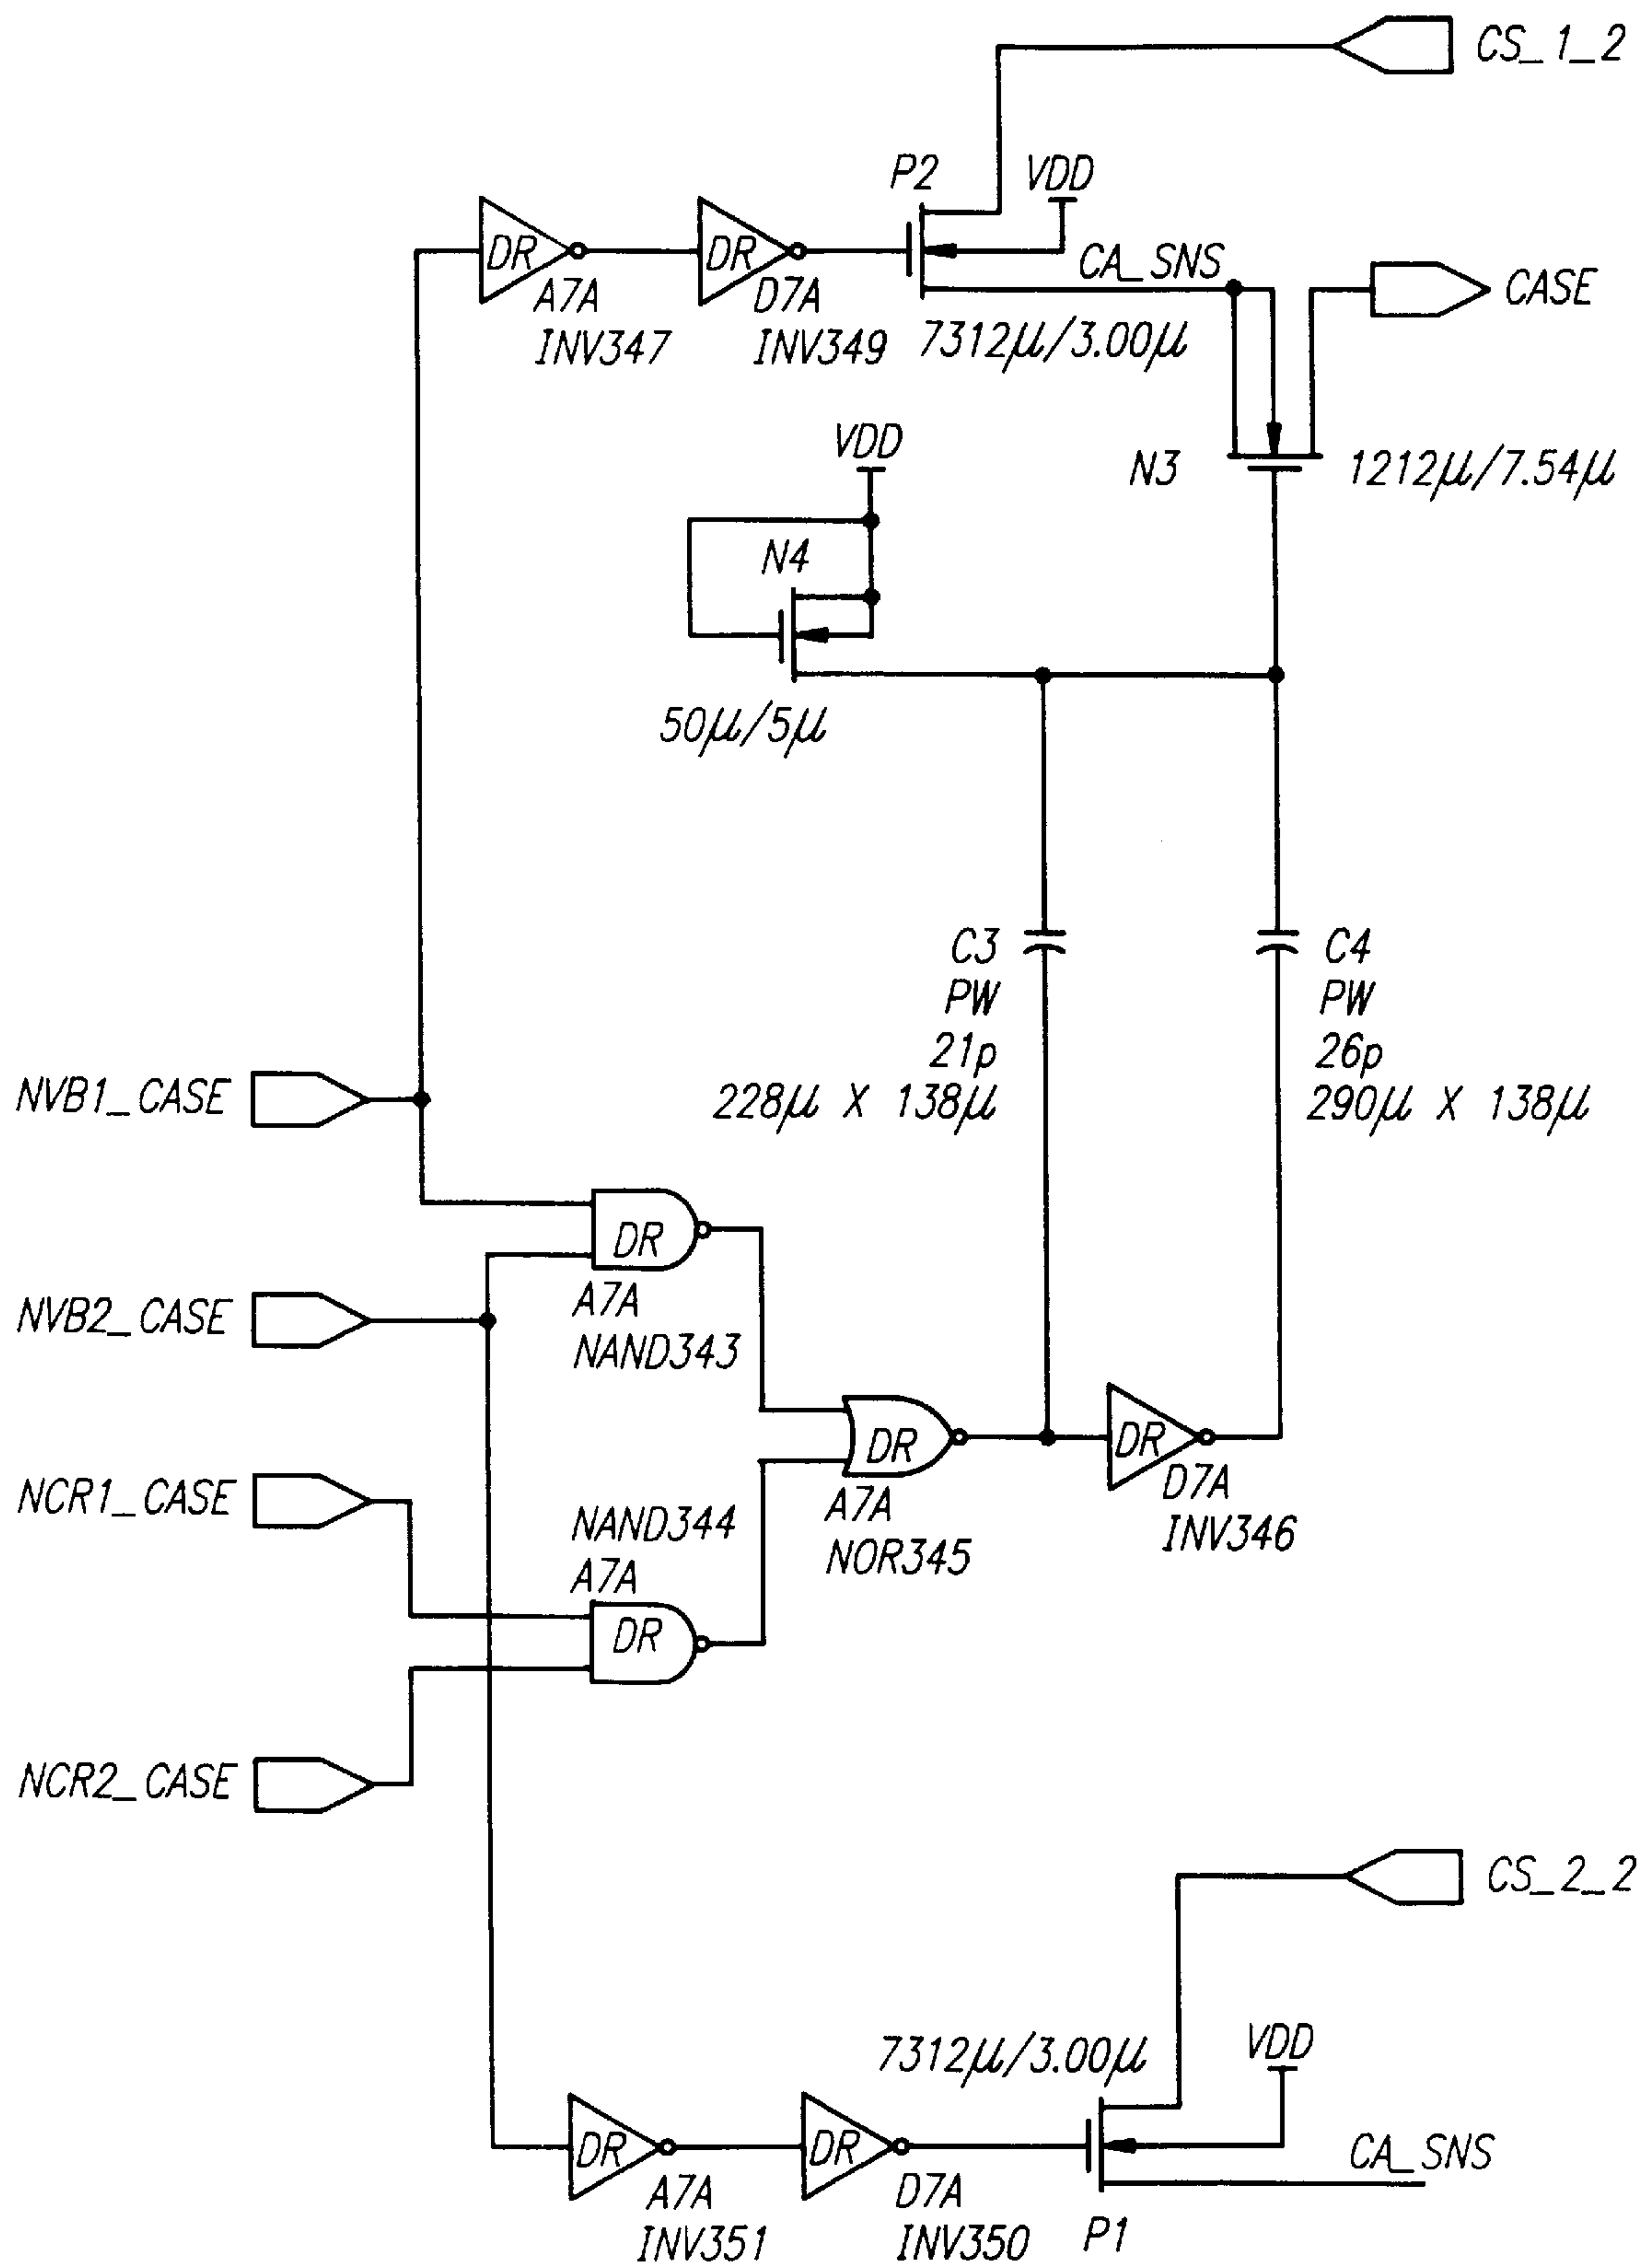 CS_1_2
P2
VDD
DR
A7A
INV347
DR
D7A
INV349
CA_SNS
CASE
7312µ/3.00µ
VDD
N3
1212µ/7.54µ
N4
50µ/5µ
C3
PW
21p
228µ X 138µ
C4
PW
26p
290µ X 138µ
NVB1_CASE
DR
A7A
NAND343
NVB2_CASE
DR
A7A
NOR345
DR
D7A
INV346
NCR1_CASE
NAND344
A7A
DR
NCR2_CASE
CS_2_2
7312µ/3.00µ
VDD
DR
A7A
INV351
DR
D7A
INV350
P1
CA_SNS